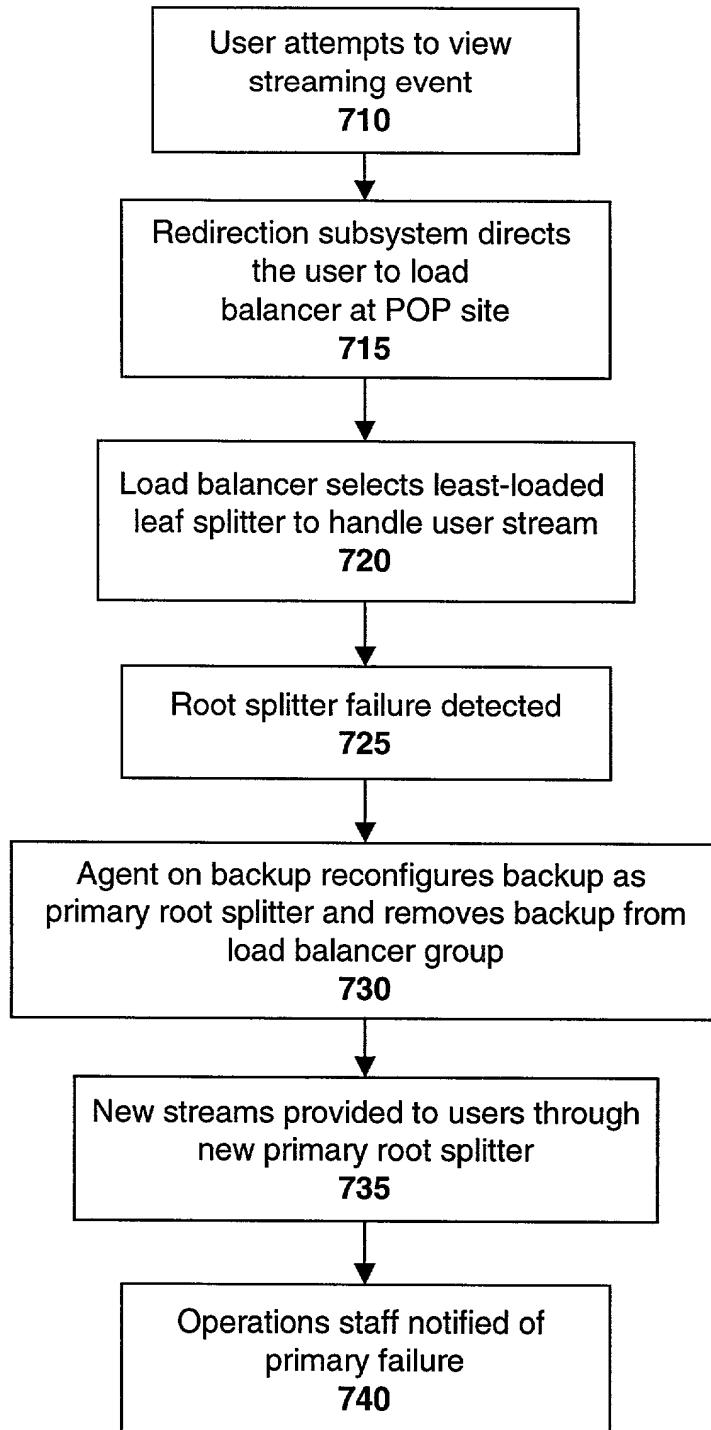 User attempts to view
streaming event
710
Redirection subsystem directs
the user to load
balancer at POP site
715
Load balancer selects least-loaded
leaf splitter to handle user stream
720
Root splitter failure detected
725
Agent on backup reconfigures backup as
primary root splitter and removes backup from
load balancer group
730
New streams provided to users through
new primary root splitter
735
Operations staff notified of
primary failure
740